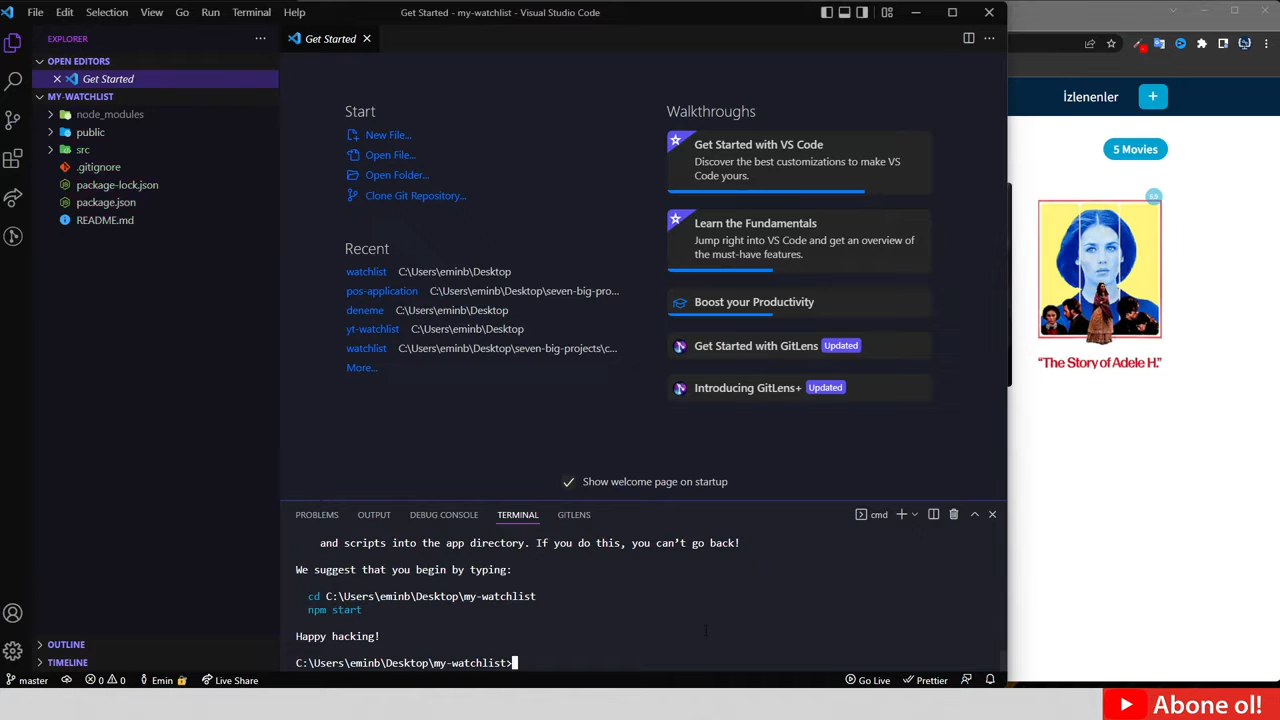 File Edit Selection View Go Run Terminal Help
Get Started - my-watchlist - Visual Studio Code
EXPLORER
OPEN EDITORS
Get Started
MY-WATCHLIST
node_modules
public
src
.gitignore
package-lock.json
package.json
README.md
OUTLINE
TIMELINE
Get Started
Start
New File...
Open File...
Open Folder...
Clone Git Repository...
Recent
watchlist C:\Users\eminb\Desktop
pos-application C:\Users\eminb\Desktop\seven-big-pro...
deneme C:\Users\eminb\Desktop
yt-watchlist C:\Users\eminb\Desktop
watchlist C:\Users\eminb\Desktop\seven-big-projects\c...
More...
Walkthroughs
Get Started with VS Code
Discover the best customizations to make VS
Code yours.
Learn the Fundamentals
Jump right into VS Code and get an overview of
the must-have features.
Boost your Productivity
Get Started with GitLens Updated
Introducing GitLens+ Updated
Show welcome page on startup
PROBLEMS OUTPUT DEBUG CONSOLE TERMINAL GITLENS
cmd
and scripts into the app directory. If you do this, you can’t go back!
We suggest that you begin by typing:
cd C:\Users\eminb\Desktop\my-watchlist
npm start
Happy hacking!
C:\Users\eminb\Desktop\my-watchlist>
master 0 0 Emin Live Share
Go Live Prettier
İzlenenler +
5 Movies
6.9
“The Story of Adele H.”
Abone ol!